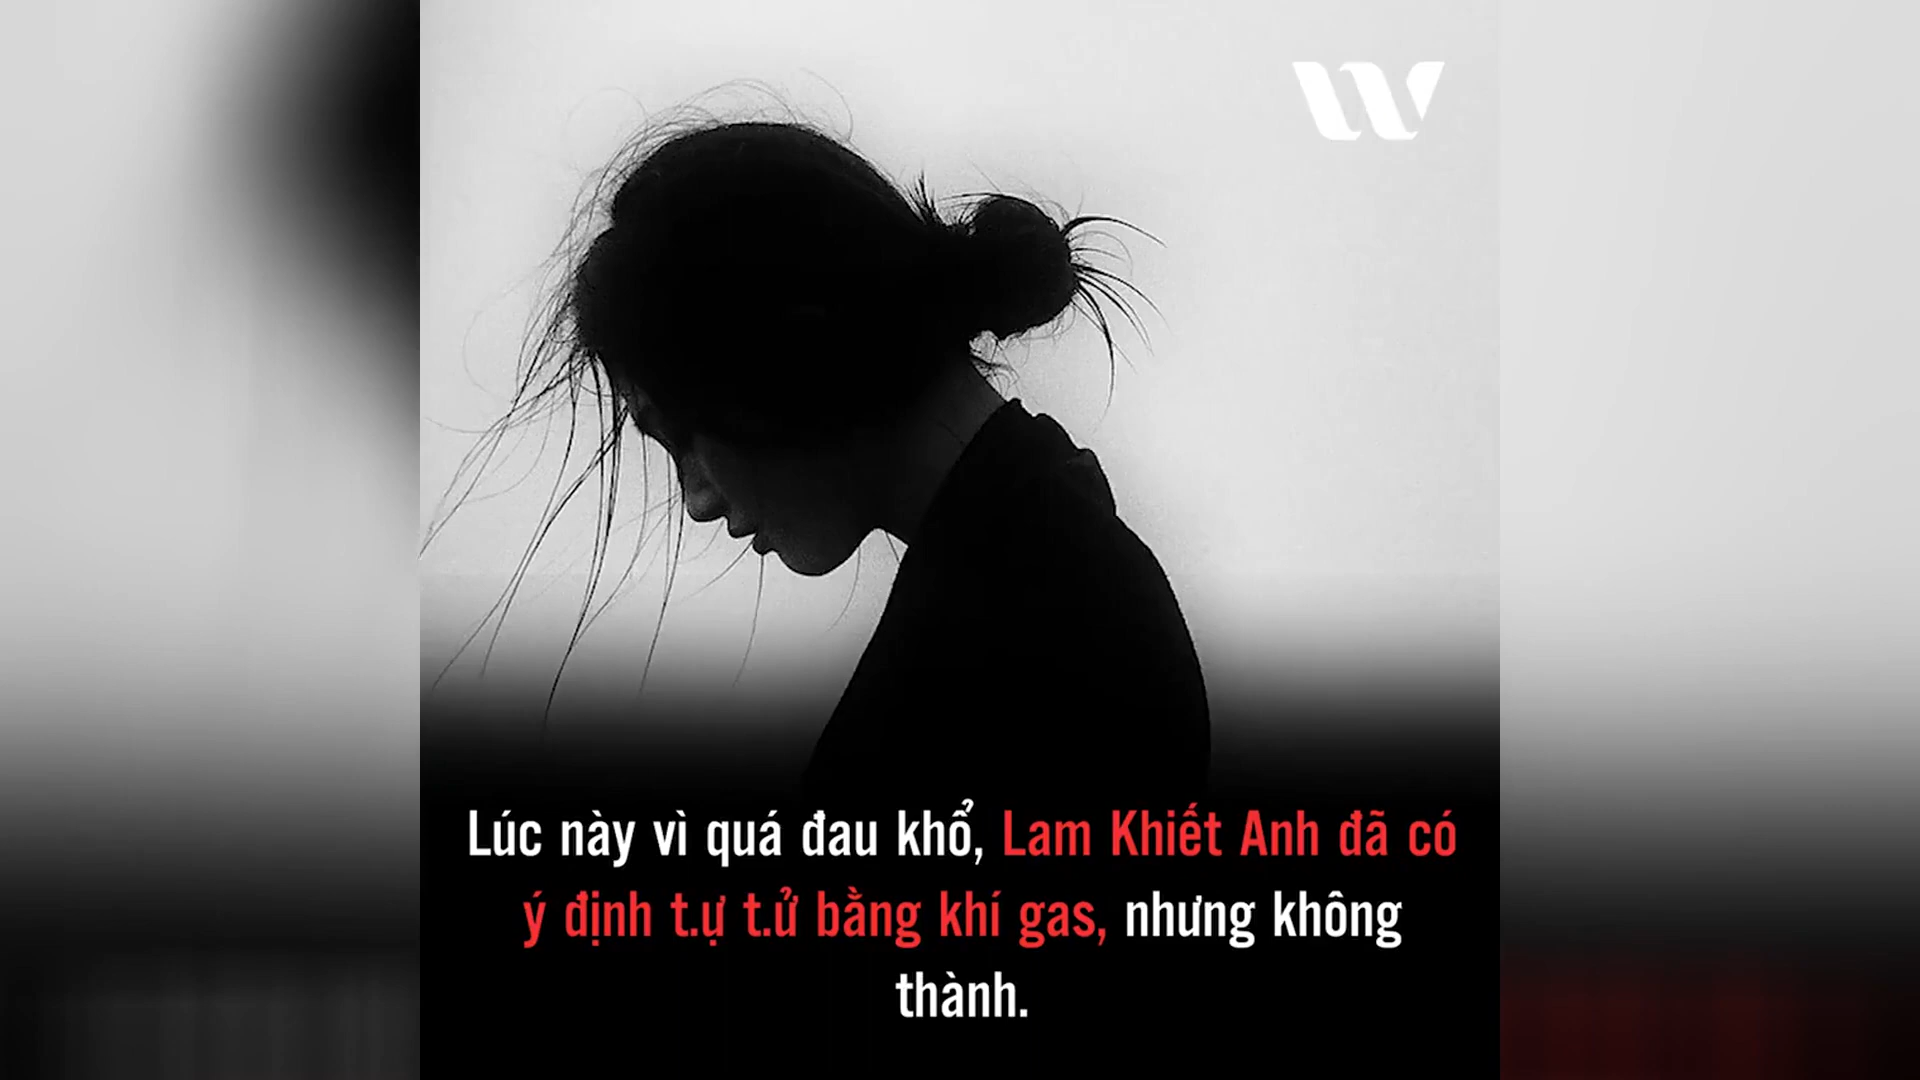 W
Lúc này vì quá đau khổ, Lam Khiết Anh đã có
ý định t.ự t.ử bằng khí gas, nhưng không
thành.